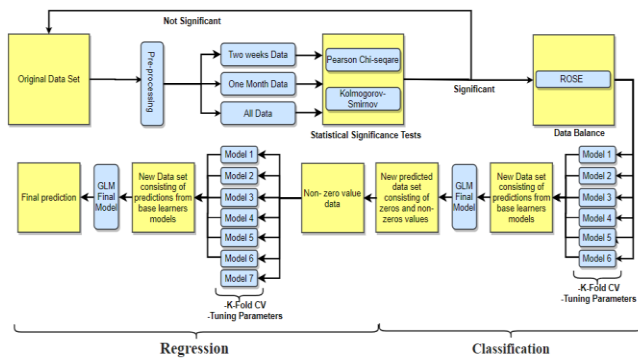 Not Significant
Original Data Set
Pre-processing
Two weeks Data
One Month Data
All Data
Pearson Chi-seqare
Kolmogorov-
Smirnov
Statistical Significance Tests
Significant
ROSE
Data Balance
Final prediction
GLM
Final
Model
New Data set
consisting of
predictions from
base learners
models
Model 1
Model 2
Model 3
Model 4
Model 5
Model 6
Model 7
-K-Fold CV
-Tuning Parameters
Non- zero value
data
New predicted
data set
consisting of
zeros and non-
zeros values
GLM
Final
Model
New Data set
consisting of
predictions from
base learners
models
Model 1
Model 2
Model 3
Model 4
Model 5
Model 6
-K-Fold CV
-Tuning Parameters
Regression
Classification